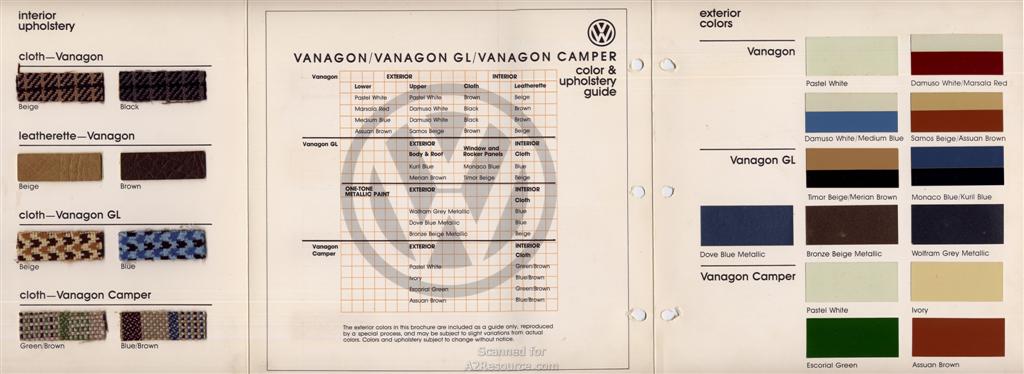 interior
upholstery
cloth—Vanagon
Beige Black
leatherette—Vanagon
Beige Brown
cloth—Vanagon GL
Beige Blue
cloth—Vanagon Camper
Green/Brown Blue/Brown
VANAGON/VANAGON GL/VANAGON CAMPER
color &
upholstery
guide
Vanagon EXTERIOR INTERIOR
Lower Upper Cloth Leatherette
Pastel White Pastel White Brown Beige
Marsala Red Damuso White Black Brown
Medium Blue Damuso White Black Brown
Assuan Brown Samos Beige Brown Beige
Vanagon GL EXTERIOR INTERIOR
Body & Roof Window and Rocker Panels Cloth
Kuril Blue Monaco Blue Blue
Merian Brown Timor Beige Beige
ONE-TONE
METALLIC PAINT
EXTERIOR INTERIOR
Cloth
Wolfram Grey Metallic Blue
Dove Blue Metallic Blue
Bronze Beige Metallic Beige
Vanagon
Camper
EXTERIOR INTERIOR
Cloth
Pastel White Green/Brown
Ivory Blue/Brown
Escorial Green Green/Brown
Assuan Brown Blue/Brown
The exterior colors in this brochure are included as a guide only, reproduced
by a special process, and may be subject to slight variations from actual
colors. Colors and upholstery subject to change without notice.
Scanned for
A2Resource.com
exterior
colors
Vanagon
Pastel White Damuso White/Marsala Red
Damuso White/Medium Blue Samos Beige/Assuan Brown
Vanagon GL
Timor Beige/Merian Brown Monaco Blue/Kuril Blue
Dove Blue Metallic Bronze Beige Metallic Wolfram Grey Metallic
Vanagon Camper
Pastel White Ivory
Escorial Green Assuan Brown